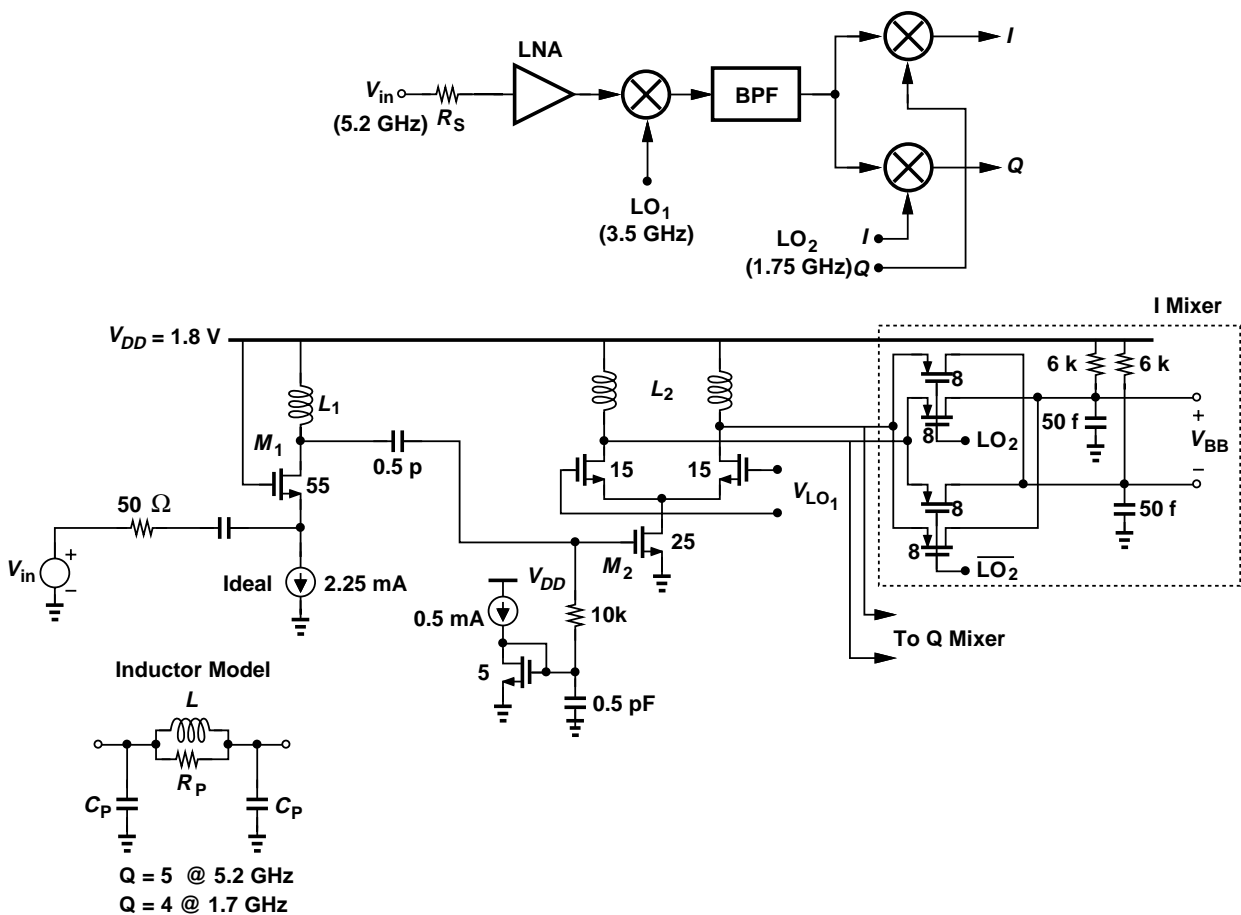 LNA
V_in
(5.2 GHz)
R_S
BPF
I
Q
LO_1
(3.5 GHz)
LO_2
(1.75 GHz)
I
Q
I Mixer
V_DD = 1.8 V
L_1
L_2
M_1
55
0.5 p
50 Ω
V_in
+
−
Ideal
2.25 mA
15
15
V_LO1
25
M_2
V_DD
0.5 mA
10k
5
0.5 pF
8
8
LO_2
8
8
L̅O̅_2̅
6 k
6 k
50 f
50 f
+
V_BB
−
To Q Mixer
Inductor Model
L
R_P
C_P
C_P
Q = 5 @ 5.2 GHz
Q = 4 @ 1.7 GHz